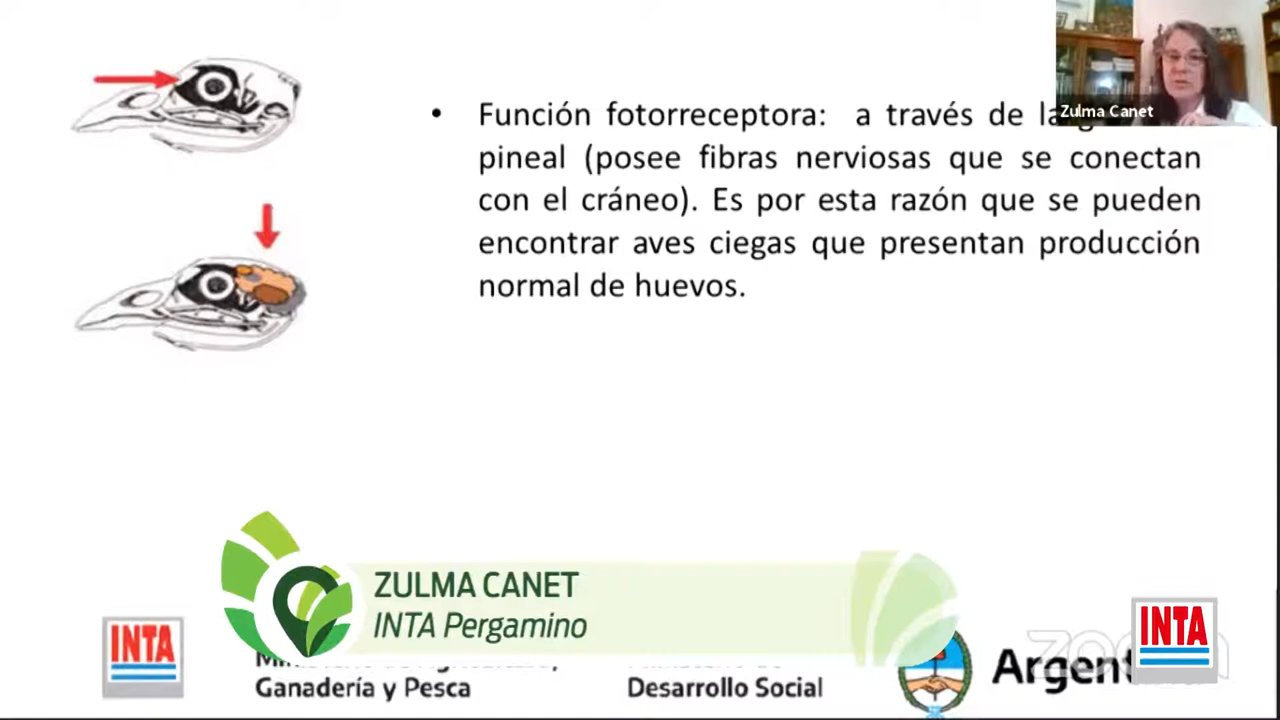 Zulma Canet
• Función fotorreceptora: a través de la
pineal (posee fibras nerviosas que se conectan
con el cráneo). Es por esta razón que se pueden
encontrar aves ciegas que presentan producción
normal de huevos.
ZULMA CANET
INTA Pergamino
INTA
Ganadería y Pesca
Desarrollo Social
Argent
INTA